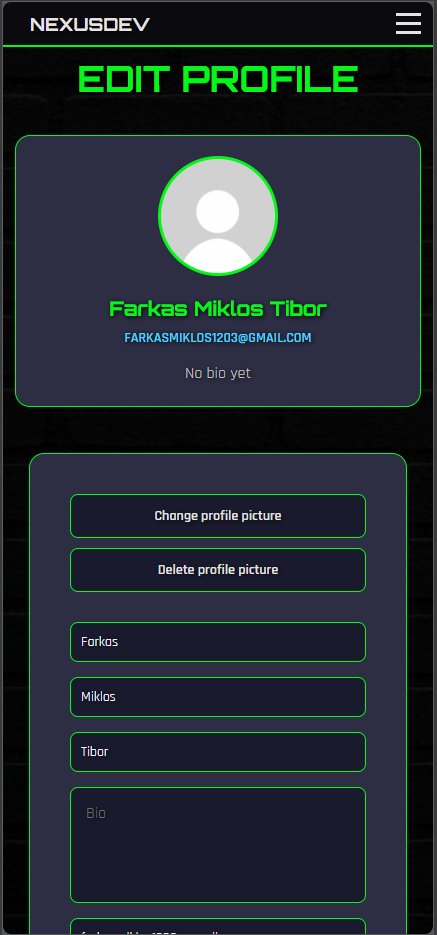 NEXUSDEV
EDIT PROFILE
Farkas Miklos Tibor
FARKASMIKLOS1203@GMAIL.COM
No bio yet
Change profile picture
Delete profile picture
Farkas
Miklos
Tibor
Bio